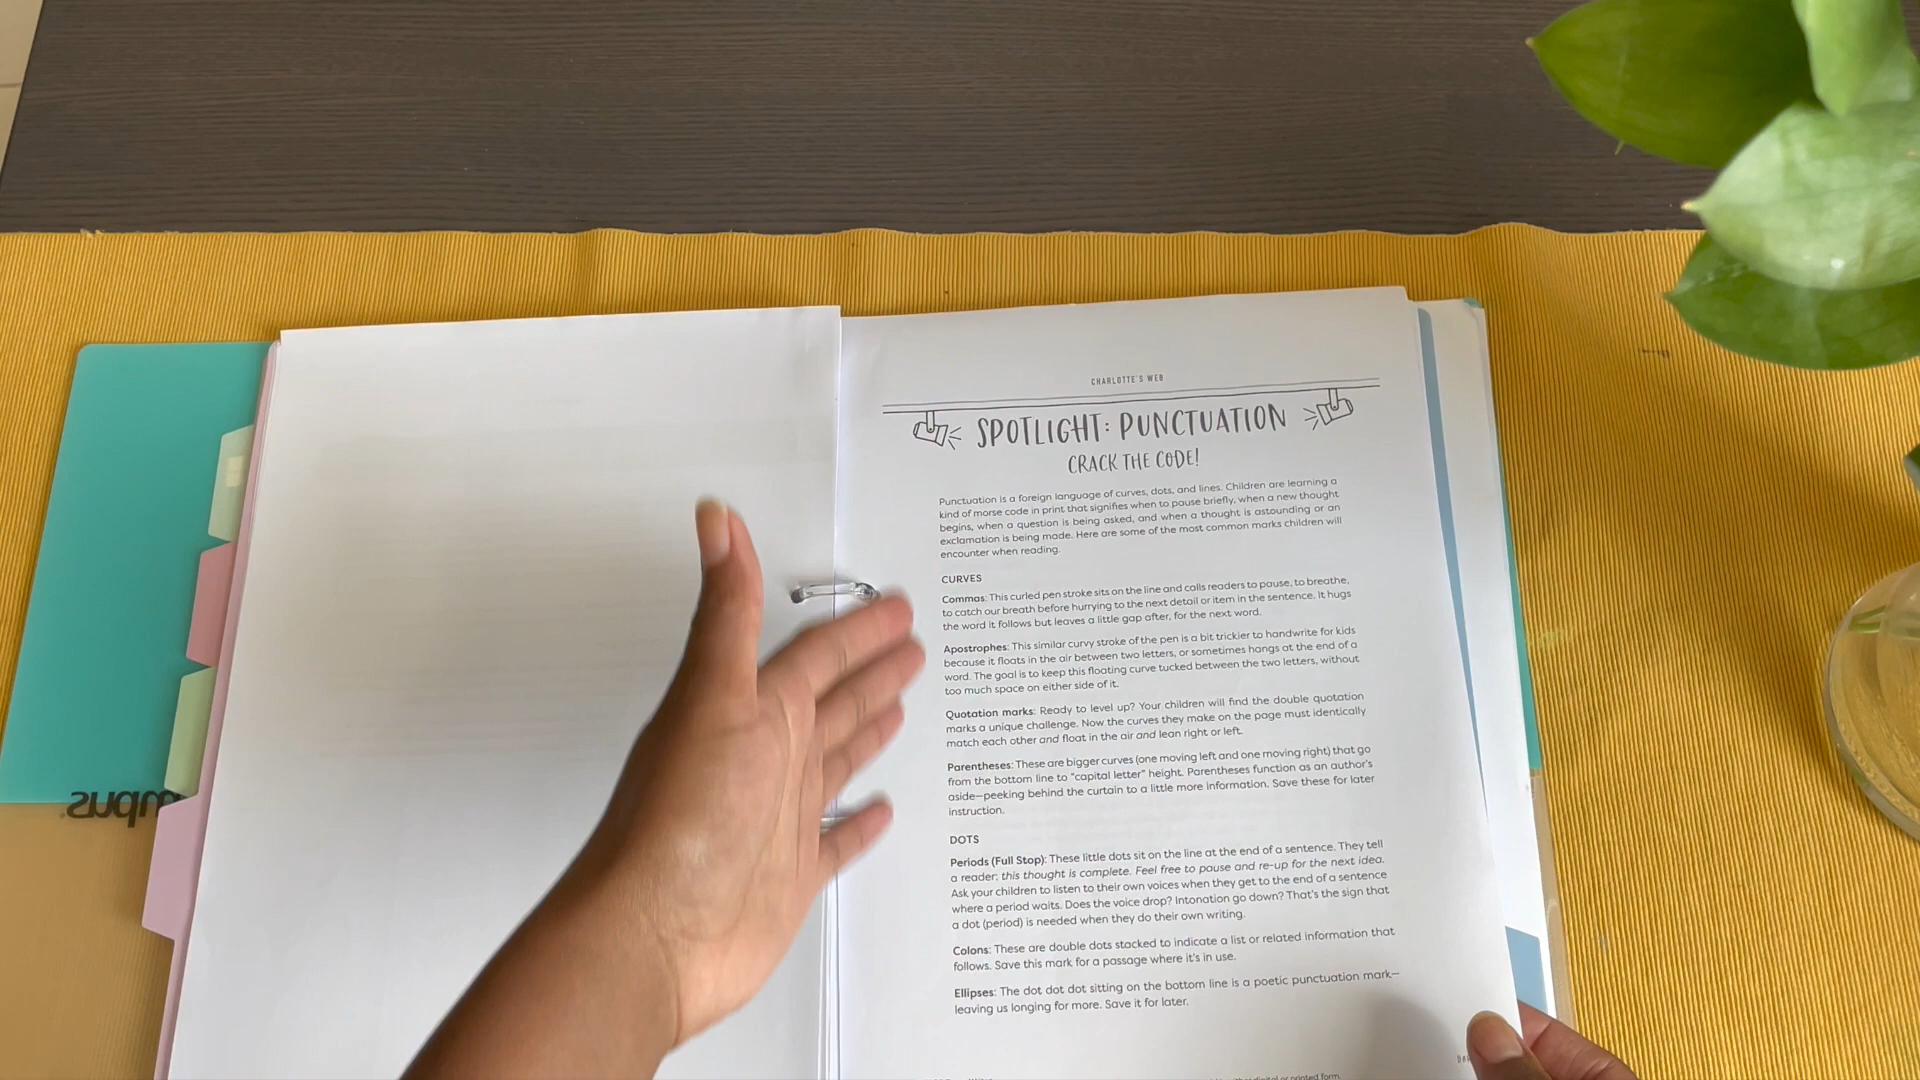 CHARLOTTE'S WEB
SPOTLIGHT: PUNCTUATION
CRACK THE CODE!
Punctuation is a foreign language of curves, dots, and lines. Children are learning a
kind of morse code in print that signifies when to pause briefly, when a new thought
begins, when a question is being asked, and when a thought is astounding or an
exclamation is being made. Here are some of the most common marks children will
encounter when reading.
CURVES
Commas: This curled pen stroke sits on the line and calls readers to pause, to breathe,
to catch our breath before hurrying to the next detail or item in the sentence. It hugs
the word it follows but leaves a little gap after, for the next word.
Apostrophes: This similar curvy stroke of the pen is a bit trickier to handwrite for kids
because it floats in the air between two letters, or sometimes hangs at the end of a
word. The goal is to keep this floating curve tucked between the two letters, without
too much space on either side of it.
Quotation marks: Ready to level up? Your children will find the double quotation
marks a unique challenge. Now the curves they make on the page must identically
match each other and float in the air and lean right or left.
Parentheses: These are bigger curves (one moving left and one moving right) that go
from the bottom line to “capital letter” height. Parentheses function as an author's
aside—peeking behind the curtain to a little more information. Save these for later
instruction.
DOTS
Periods (Full Stop): These little dots sit on the line at the end of a sentence. They tell
a reader: this thought is complete. Feel free to pause and re-up for the next idea.
Ask your children to listen to their own voices when they get to the end of a sentence
where a period waits. Does the voice drop? Intonation go down? That's the sign that
a dot (period) is needed when they do their own writing.
Colons: These are double dots stacked to indicate a list or related information that
follows. Save this mark for a passage where it's in use.
Ellipses: The dot dot dot sitting on the bottom line is a poetic punctuation mark—
leaving us longing for more. Save it for later.
digital or printed form.